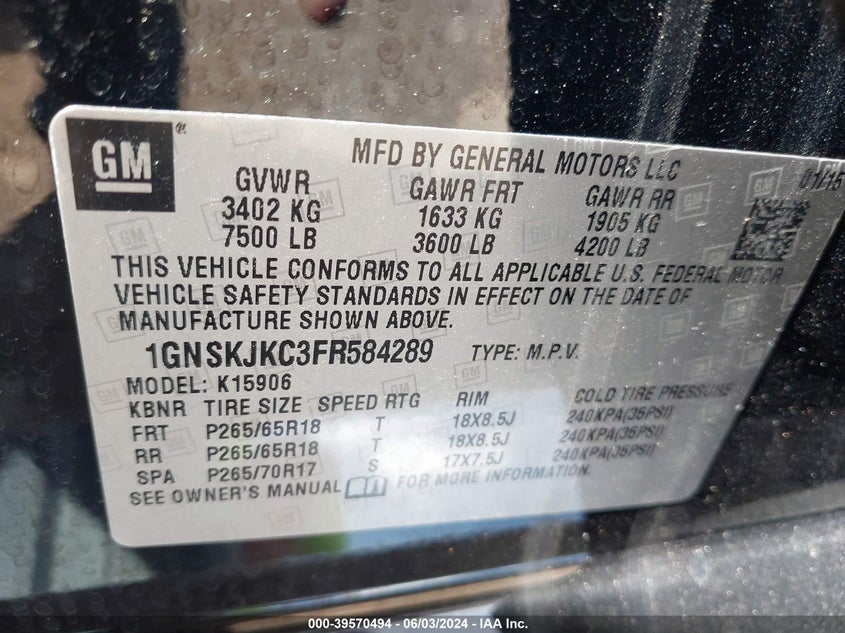 GM
MFD BY GENERAL MOTORS LLC
01/15
GVWR GAWR FRT GAWR RR
3402 KG 1633 KG 1905 KG
7500 LB 3600 LB 4200 LB
THIS VEHICLE CONFORMS TO ALL APPLICABLE U.S. FEDERAL MOTOR
VEHICLE SAFETY STANDARDS IN EFFECT ON THE DATE OF
MANUFACTURE SHOWN ABOVE.
1GNSKJKC3FR584289 TYPE: M.P.V.
MODEL: K15906
KBNR TIRE SIZE SPEED RTG RIM COLD TIRE PRESSURE
FRT P265/65R18 T 18X8.5J 240KPA(35PSI)
RR P265/65R18 T 18X8.5J 240KPA(35PSI)
SPA P265/70R17 S 17X7.5J 240KPA(35PSI)
SEE OWNER'S MANUAL FOR MORE INFORMATION.
000-39570494 - 06/03/2024 - © IAA Inc.